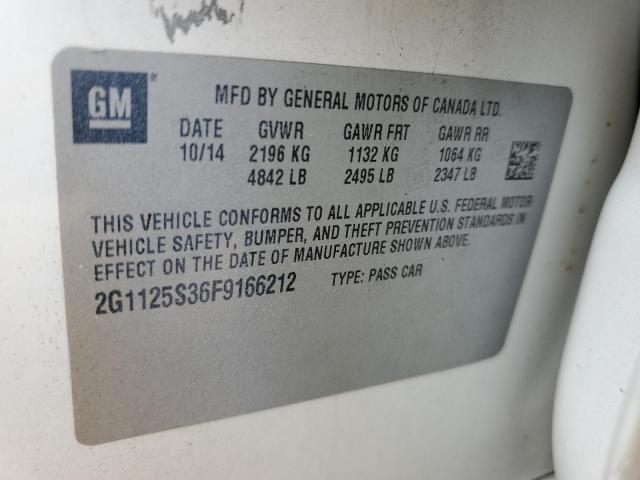 GM
MFD BY GENERAL MOTORS OF CANADA LTD.
DATE GVWR GAWR FRT GAWR RR
10/14 2196 KG 1132 KG 1064 KG
4842 LB 2495 LB 2347 LB
THIS VEHICLE CONFORMS TO ALL APPLICABLE U.S. FEDERAL MOTOR
VEHICLE SAFETY, BUMPER, AND THEFT PREVENTION STANDARDS IN
EFFECT ON THE DATE OF MANUFACTURE SHOWN ABOVE.
2G1125S36F9166212 TYPE: PASS CAR